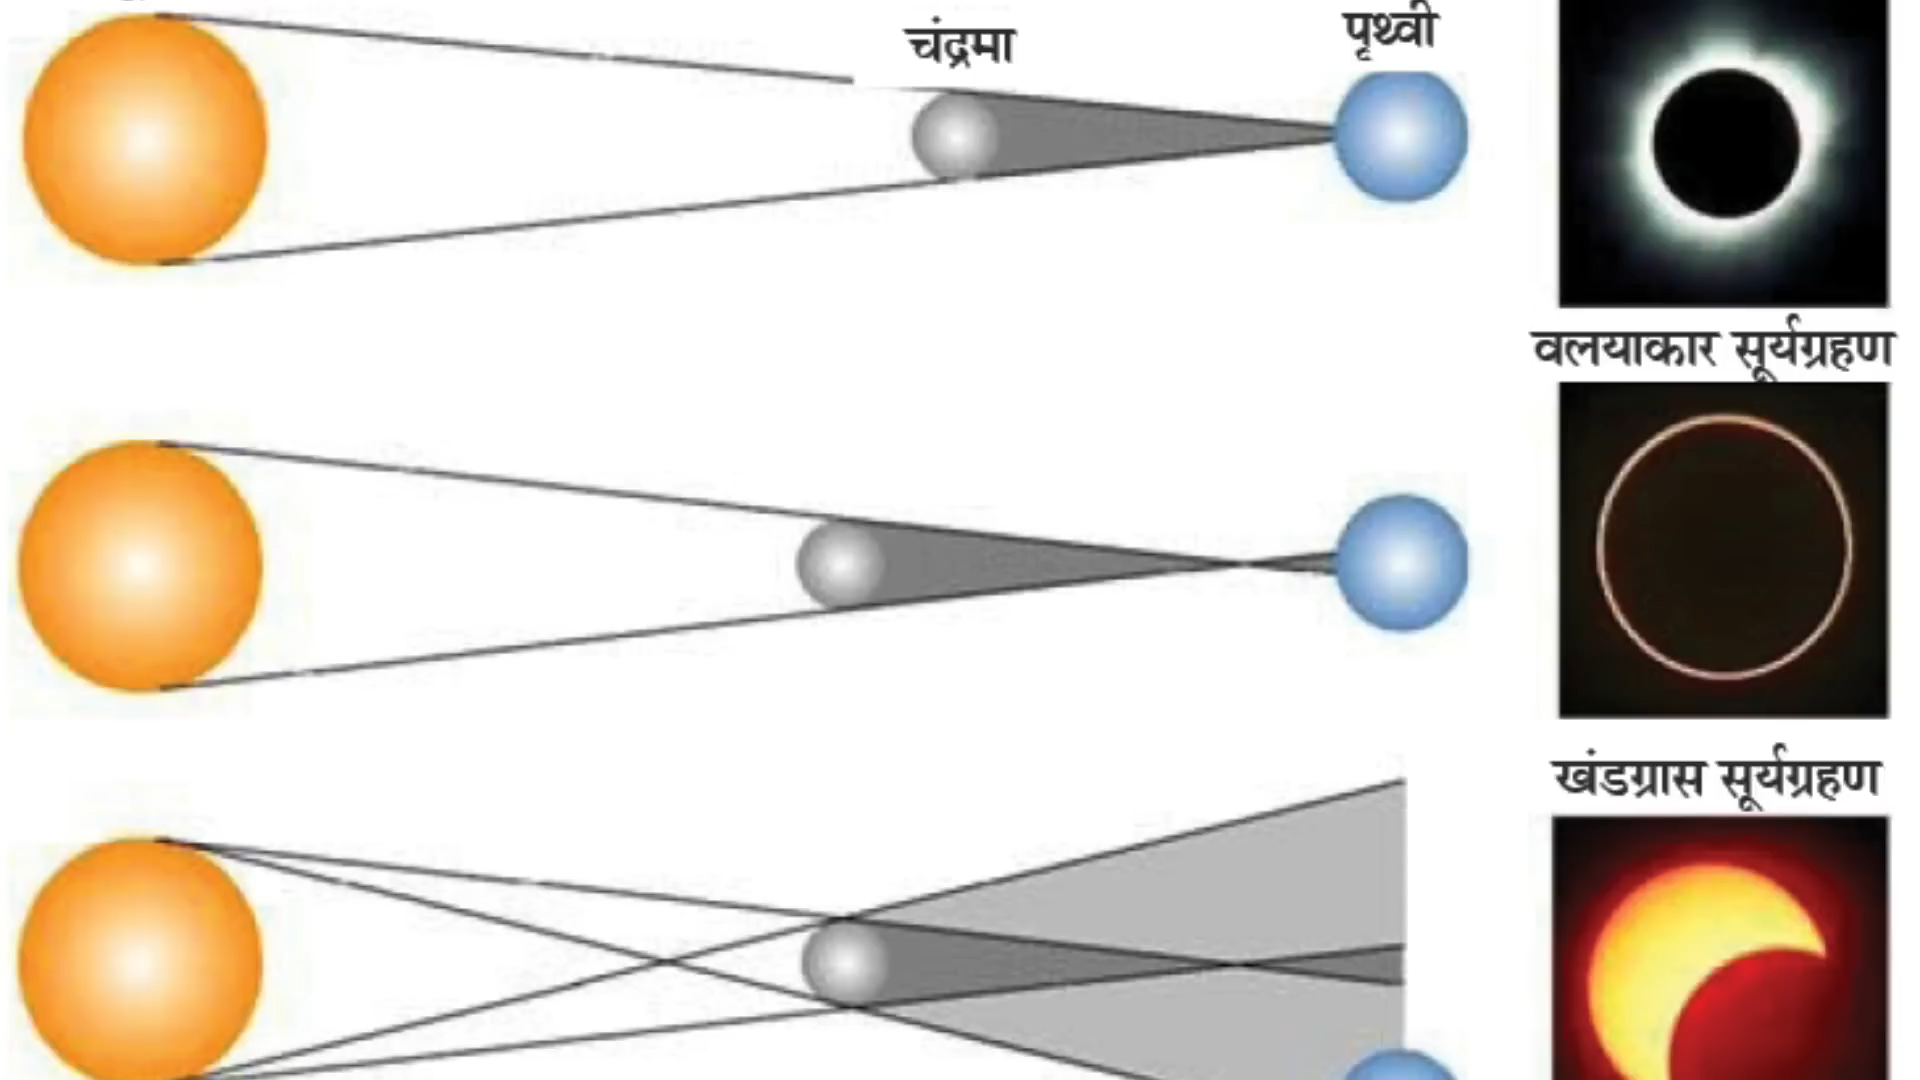 चंद्रमा
पृथ्वी
वलयाकार सूर्यग्रहण
खंडग्रास सूर्यग्रहण